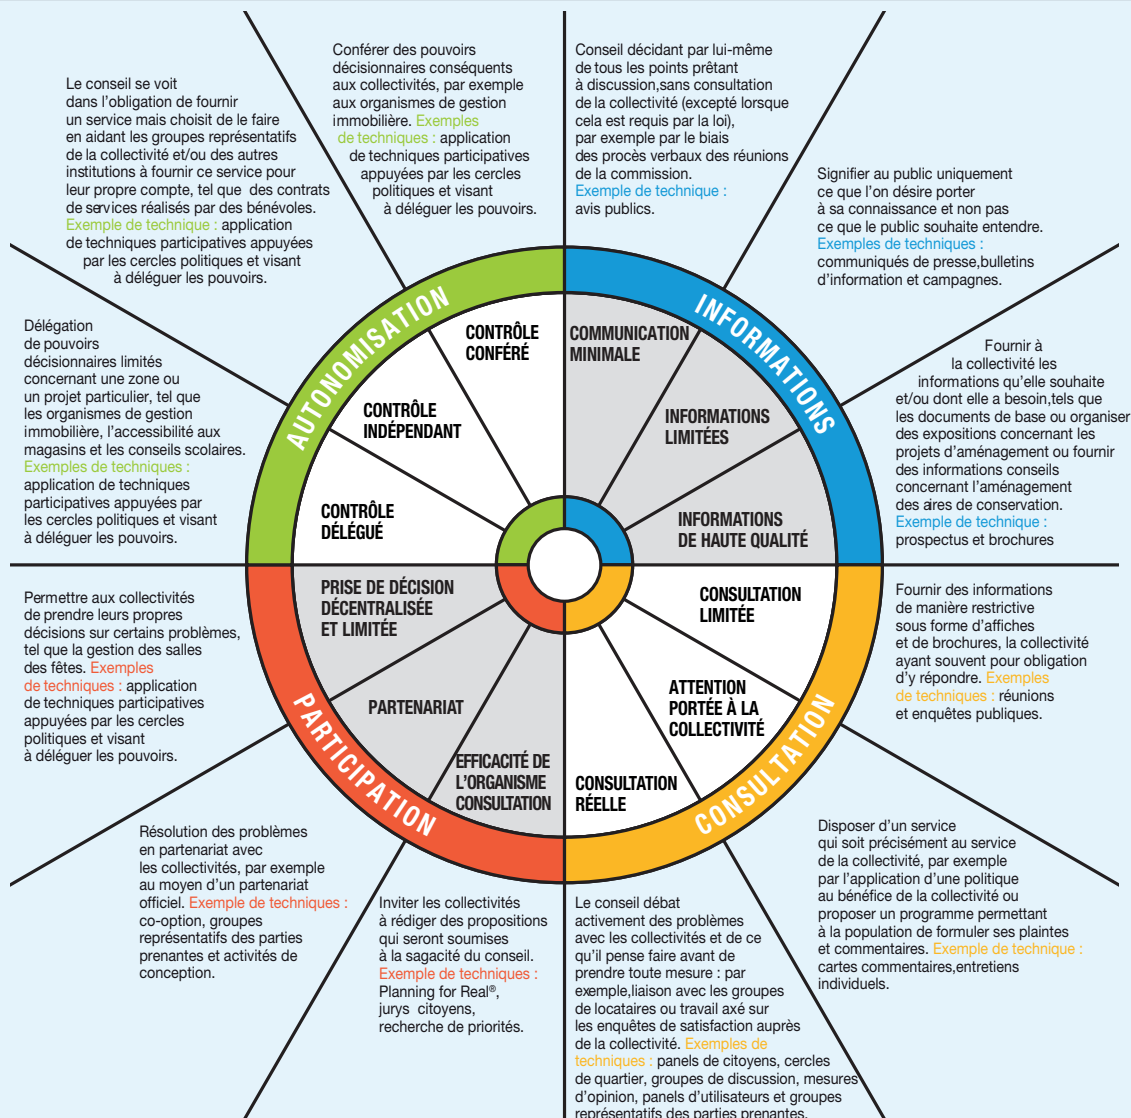 Conseil décidant par lui-même
de tous les points prêtant
à discussion,sans consultation
de la collectivité (excepté lorsque
cela est requis par la loi),
par exemple par le biais
des procès verbaux des réunions
de la commission.
Exemple de technique :
avis publics.
Signifier au public uniquement
ce que l'on désire porter
à sa connaissance et non pas
ce que le public souhaite entendre.
Exemples de techniques :
communiqués de presse,bulletins
d'information et campagnes.
Fournir à
la collectivité les
informations qu'elle souhaite
et/ou dont elle a besoin,tels que
les documents de base ou organiser
des expositions concernant les
projets d'aménagement ou fournir
des informations conseils
concernant l'aménagement
des aires de conservation.
Exemple de technique :
prospectus et brochures
Fournir des informations
de manière restrictive
sous forme d'affiches
et de brochures, la collectivité
ayant souvent pour obligation
d'y répondre. Exemples
de techniques : réunions
et enquêtes publiques.
Disposer d'un service
qui soit précisément au service
de la collectivité, par exemple
par l'application d'une politique
au bénéfice de la collectivité ou
proposer un programme permettant
à la population de formuler ses plaintes
et commentaires. Exemple de technique :
cartes commentaires,entretiens
individuels.
Le conseil débat
activement des problèmes
avec les collectivités et de ce
qu'il pense faire avant de
prendre toute mesure : par
exemple,liaison avec les groupes
de locataires ou travail axé sur
les enquêtes de satisfaction auprès
de la collectivité. Exemples de
techniques : panels de citoyens, cercles
de quartier, groupes de discussion, mesures
d'opinion, panels d'utilisateurs et groupes
représentatifs des parties prenantes.
Inviter les collectivités
à rédiger des propositions
qui seront soumises
à la sagacité du conseil.
Exemple de techniques :
Planning for Real®,
jurys citoyens,
recherche de priorités.
Résolution des problèmes
en partenariat avec
les collectivités, par exemple
au moyen d'un partenariat
officiel. Exemple de techniques :
co-option, groupes
représentatifs des parties
prenantes et activités de
conception.
Permettre aux collectivités
de prendre leurs propres
décisions sur certains problèmes,
tel que la gestion des salles
des fêtes. Exemples
de techniques : application
de techniques participatives
appuyées par les cercles
politiques et visant
à déléguer les pouvoirs.
Délégation
de pouvoirs
décisionnaires limités
concernant une zone ou
un projet particulier, tel que
les organismes de gestion
immobilière, l'accessibilité aux
magasins et les conseils scolaires.
Exemples de techniques :
application de techniques
participatives appuyées par
les cercles politiques et visant
à déléguer les pouvoirs.
Le conseil se voit
dans l'obligation de fournir
un service mais choisit de le faire
en aidant les groupes représentatifs
de la collectivité et/ou des autres
institutions à fournir ce service pour
leur propre compte, tel que des contrats
de services réalisés par des bénévoles.
Exemple de technique : application
de techniques participatives appuyées
par les cercles politiques et visant
à déléguer les pouvoirs.
Conférer des pouvoirs
décisionnaires conséquents
aux collectivités, par exemple
aux organismes de gestion
immobilière. Exemples
de techniques : application
de techniques participatives
appuyées par les cercles
politiques et visant
à déléguer les pouvoirs.
INFORMATIONS
COMMUNICATION
MINIMALE
INFORMATIONS
LIMITÉES
INFORMATIONS
DE HAUTE QUALITÉ
CONSULTATION
CONSULTATION
LIMITÉE
ATTENTION
PORTÉE À LA
COLLECTIVITÉ
CONSULTATION
RÉELLE
PARTICIPATION
EFFICACITÉ DE
L'ORGANISME
CONSULTATION
PARTENARIAT
PRISE DE DÉCISION
DÉCENTRALISÉE
ET LIMITÉE
AUTONOMISATION
CONTRÔLE
DÉLÉGUÉ
CONTRÔLE
INDÉPENDANT
CONTRÔLE
CONFÉRÉ